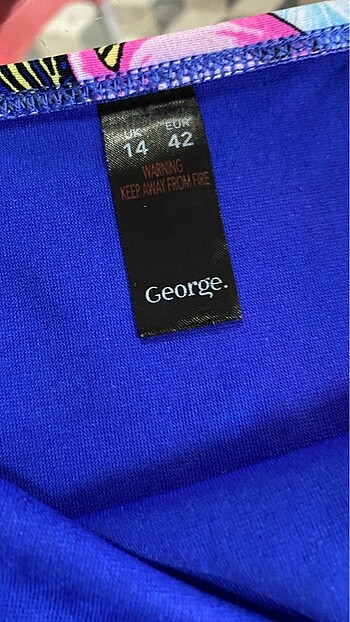 UK EUR
14 42
WARNING
KEEP AWAY FROM FIRE
George.